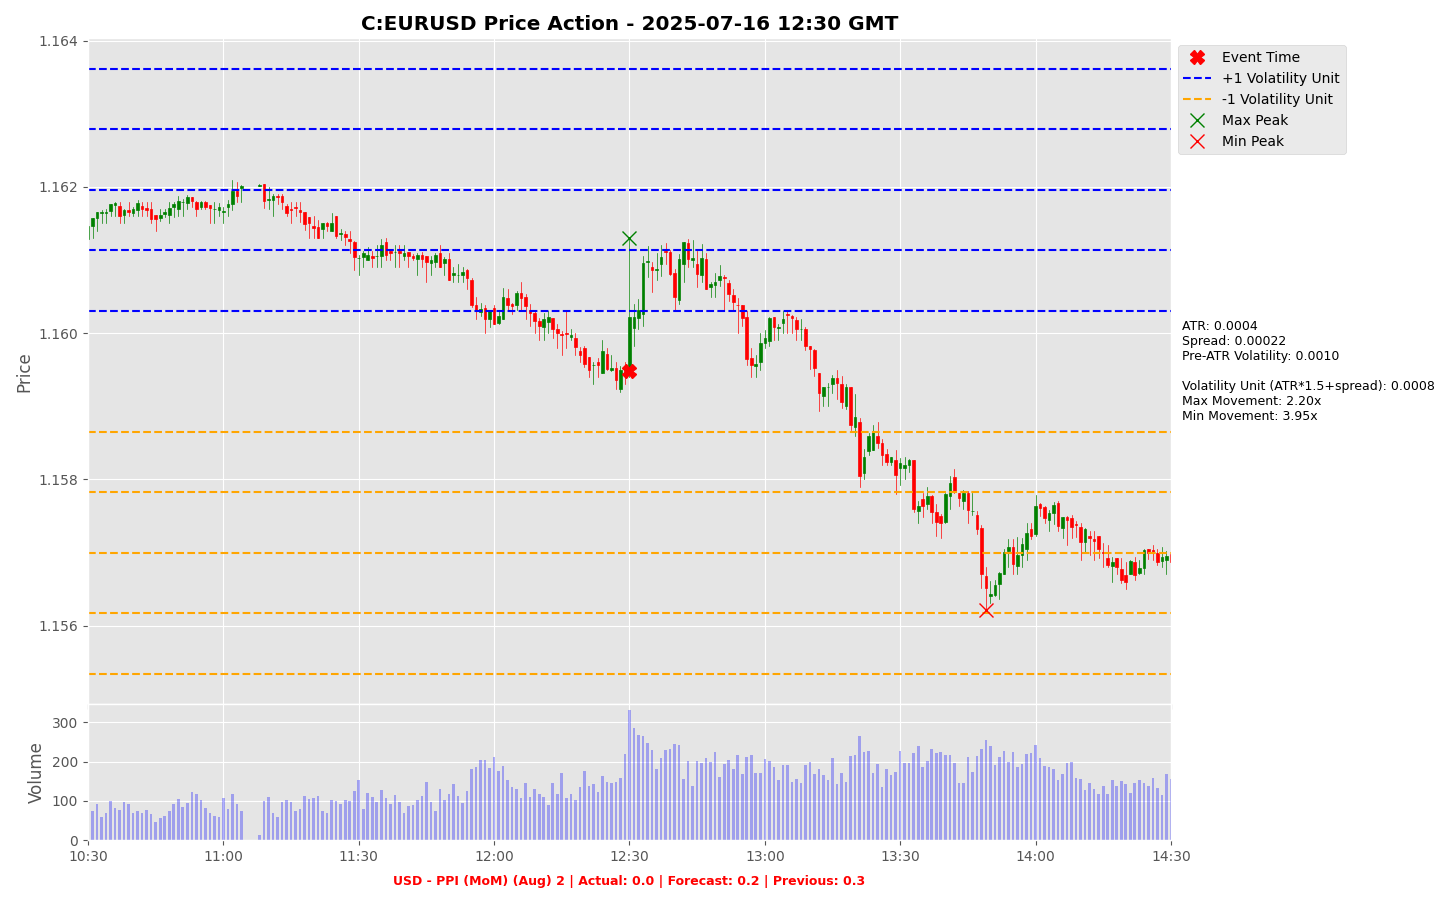 C:EURUSD Price Action - 2025-07-16 12:30 GMT
1.164
1.162
1.160
1.158
1.156
Price
Event Time
+1 Volatility Unit
-1 Volatility Unit
Max Peak
Min Peak
ATR: 0.0004
Spread: 0.00022
Pre-ATR Volatility: 0.0010
Volatility Unit (ATR*1.5+spread): 0.0008
Max Movement: 2.20x
Min Movement: 3.95x
300
200
100
0
Volume
10:30
11:00
11:30
12:00
12:30
13:00
13:30
14:00
14:30
USD - PPI (MoM) (Aug) 2 | Actual: 0.0 | Forecast: 0.2 | Previous: 0.3